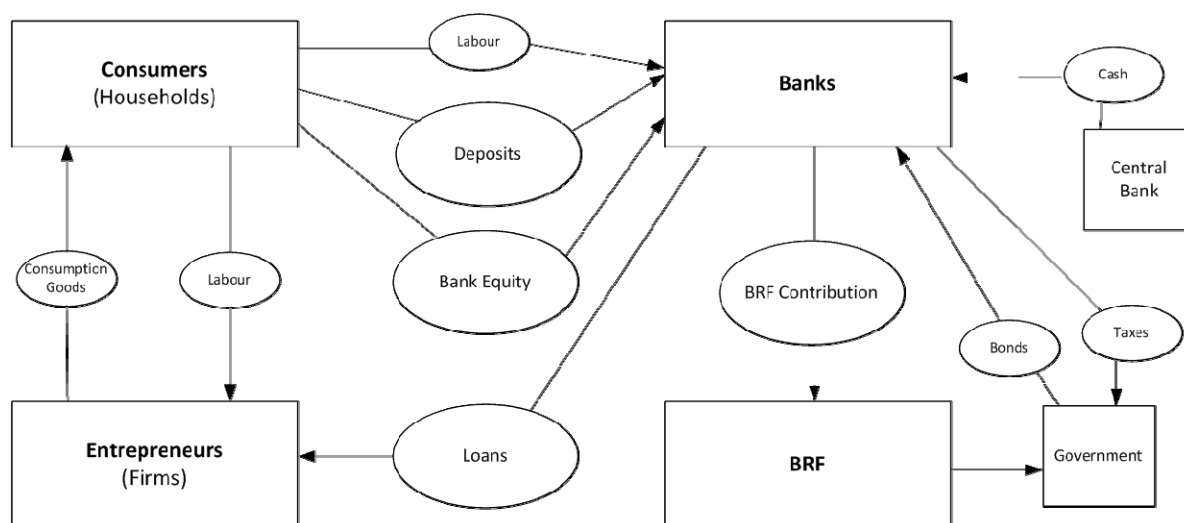 Consumers
(Households)
Labour
Banks
Cash
Deposits
Central
Bank
Consumption
Goods
Labour
Bank Equity
BRF Contribution
Bonds
Taxes
Entrepreneurs
(Firms)
Loans
BRF
Government